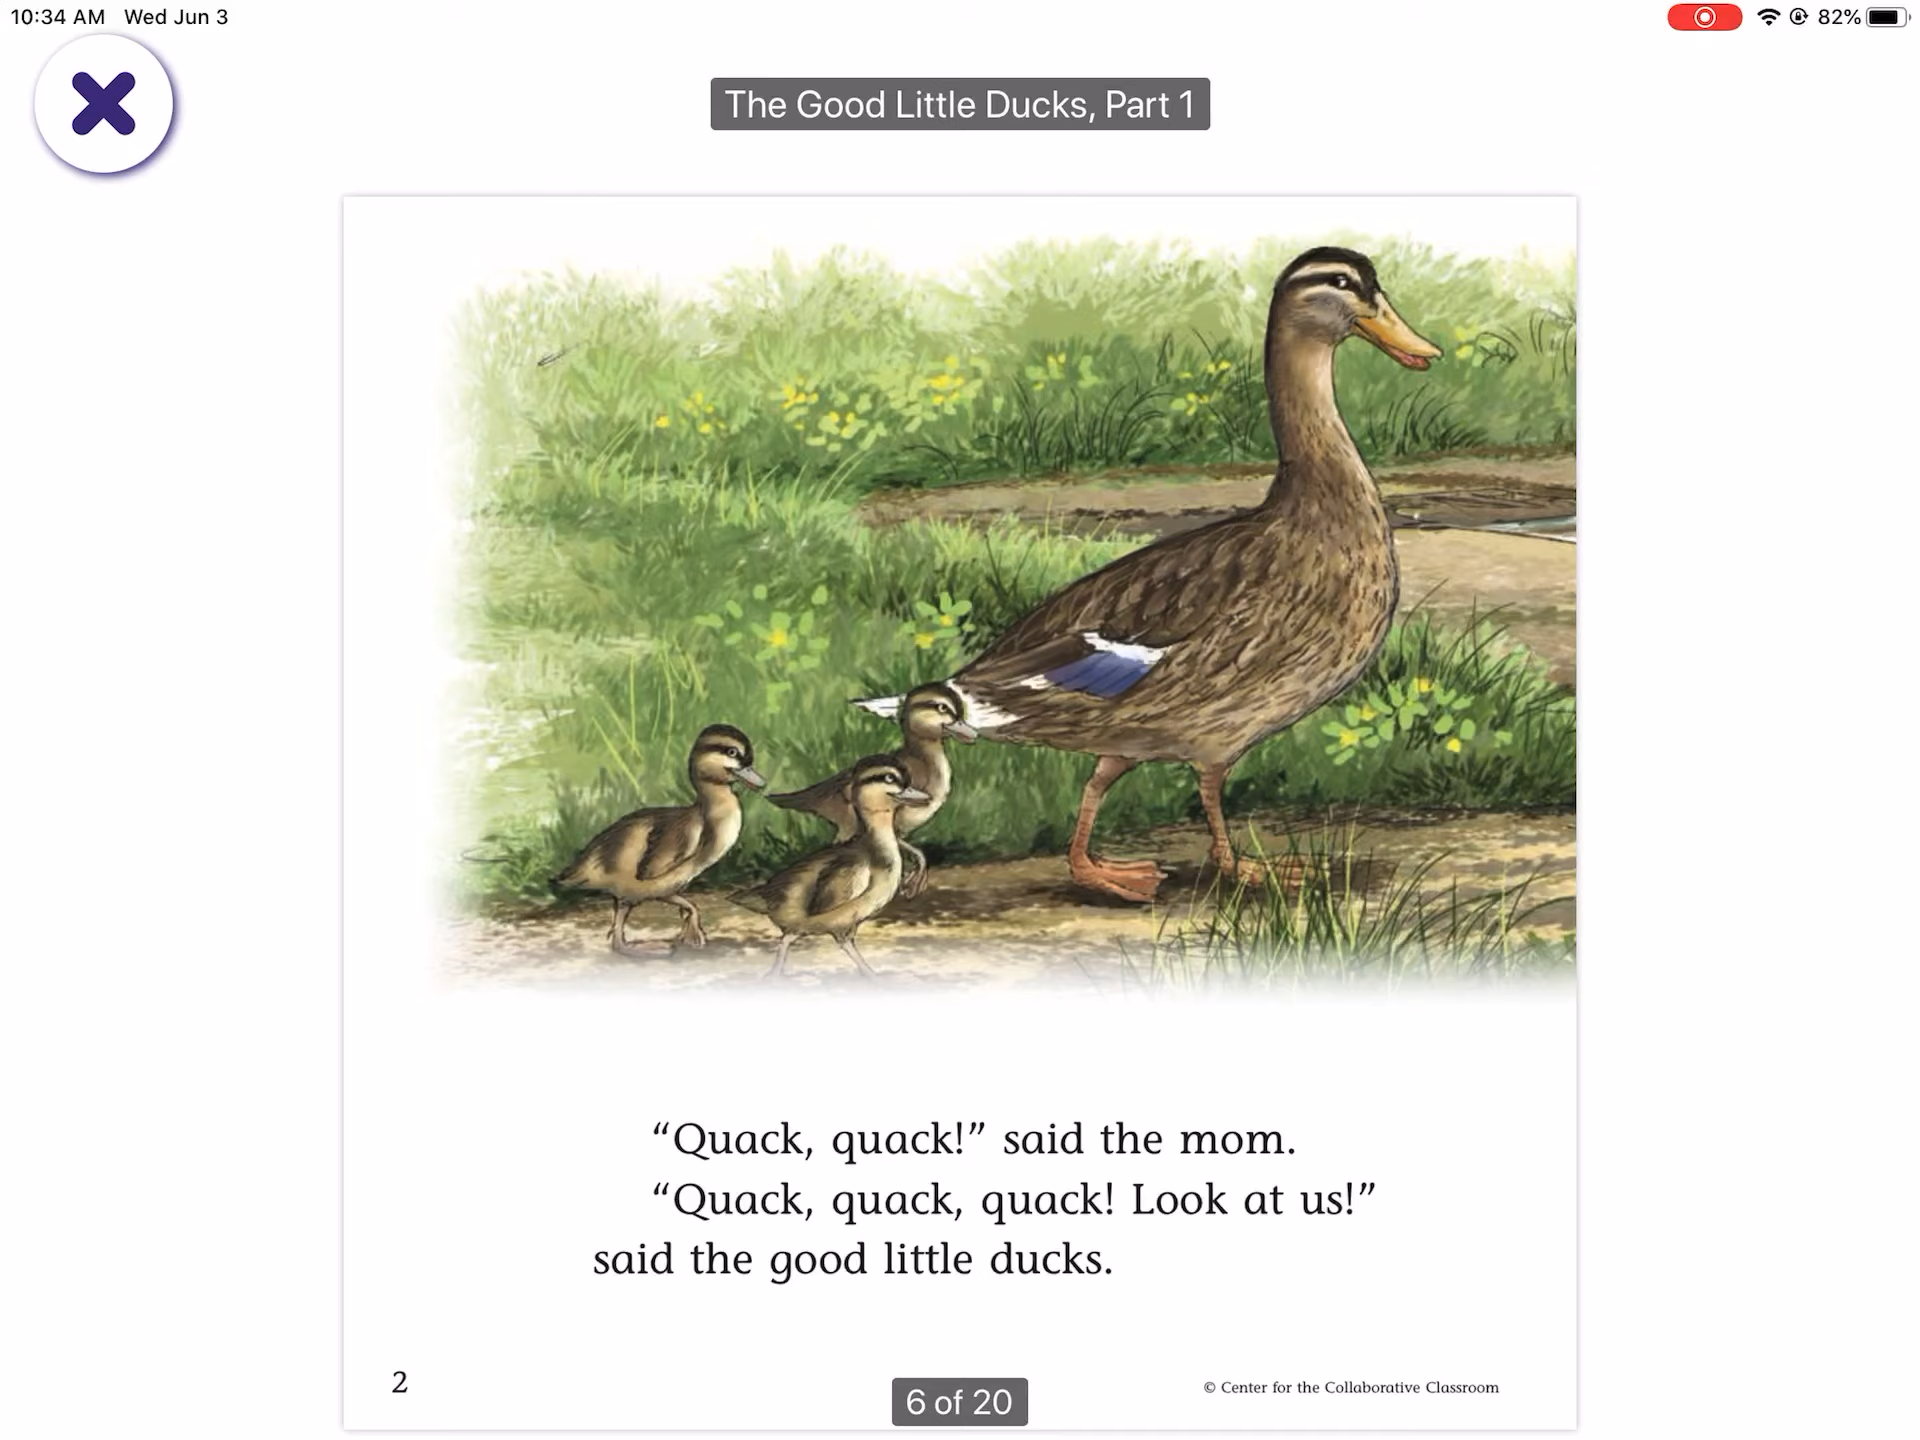 10:34 AM Wed Jun 3
82%
The Good Little Ducks, Part 1
“Quack, quack!” said the mom.
“Quack, quack, quack! Look at us!”
said the good little ducks.
2
6 of 20
© Center for the Collaborative Classroom